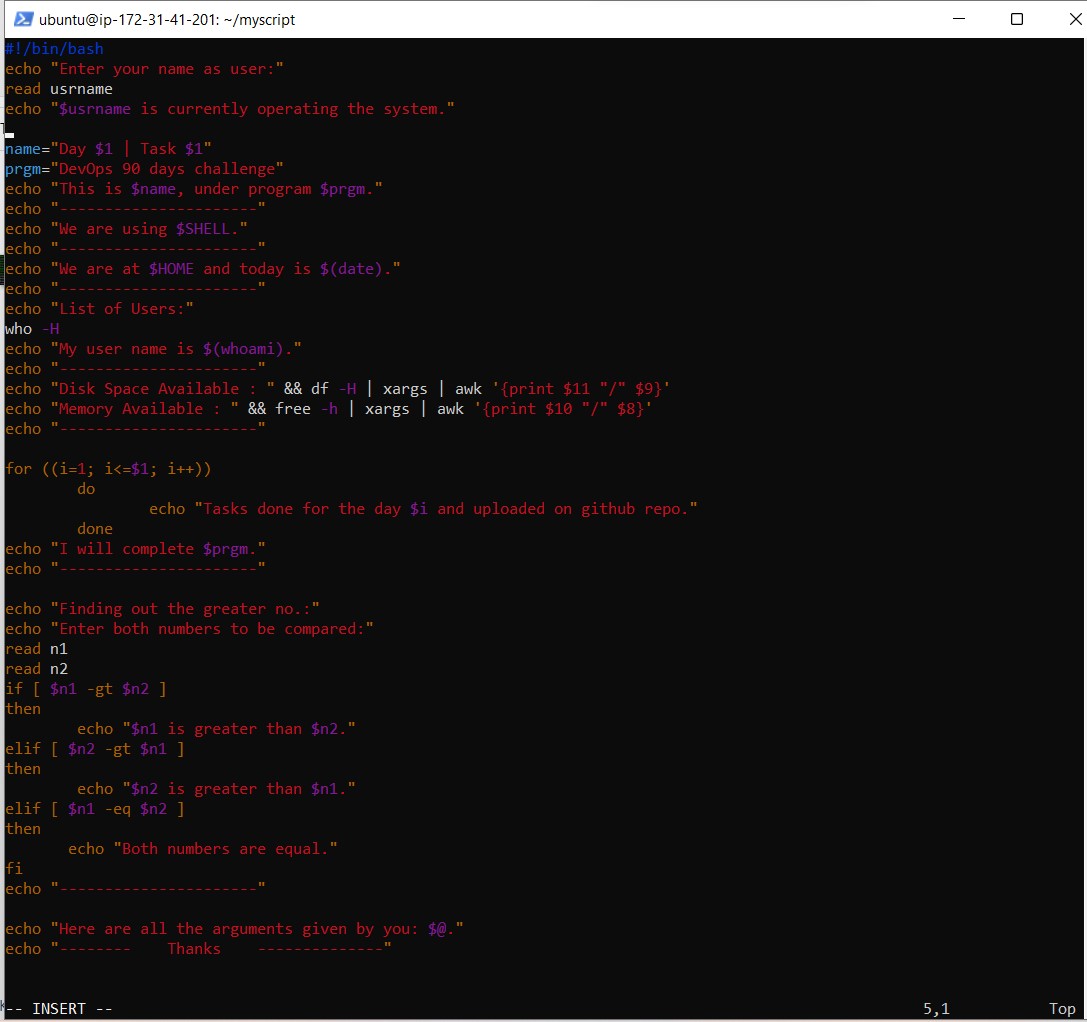 ubuntu@ip-172-31-41-201: ~/myscript
#!/bin/bash
echo "Enter your name as user:"
read usrname
echo "$usrname is currently operating the system."

name="Day $1 | Task $1"
prgm="DevOps 90 days challenge"
echo "This is $name, under program $prgm."
echo "----------------------"
echo "We are using $SHELL."
echo "----------------------"
echo "We are at $HOME and today is $(date)."
echo "----------------------"
echo "List of Users:"
who -H
echo "My user name is $(whoami)."
echo "----------------------"
echo "Disk Space Available : " && df -H | xargs | awk '{print $11 "/" $9}'
echo "Memory Available : " && free -h | xargs | awk '{print $10 "/" $8}'
echo "----------------------"

for ((i=1; i<=$1; i++))
        do
                echo "Tasks done for the day $i and uploaded on github repo."
        done
echo "I will complete $prgm."
echo "----------------------"

echo "Finding out the greater no.:"
echo "Enter both numbers to be compared:"
read n1
read n2
if [ $n1 -gt $n2 ]
then
        echo "$n1 is greater than $n2."
elif [ $n2 -gt $n1 ]
then
        echo "$n2 is greater than $n1."
elif [ $n1 -eq $n2 ]
then
       echo "Both numbers are equal."
fi
echo "----------------------"

echo "Here are all the arguments given by you: $@."
echo "--------    Thanks    --------------"
-- INSERT -- 5,1 Top